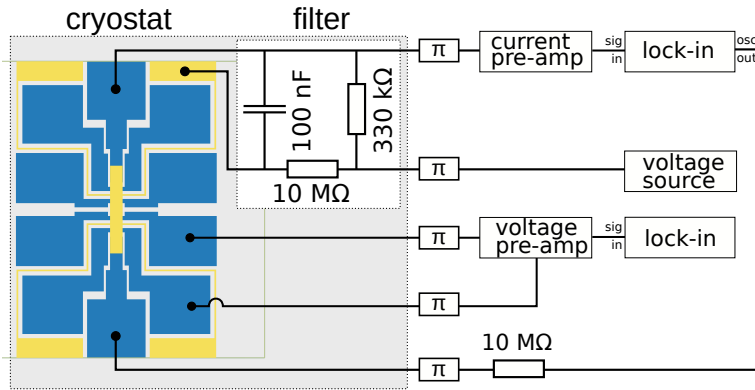 cryostat
filter
π
current
pre-amp
sig
in
lock-in
osc
out
100 nF
330 kΩ
10 MΩ
π
voltage
source
π
voltage
pre-amp
sig
in
lock-in
π
π
10 MΩ